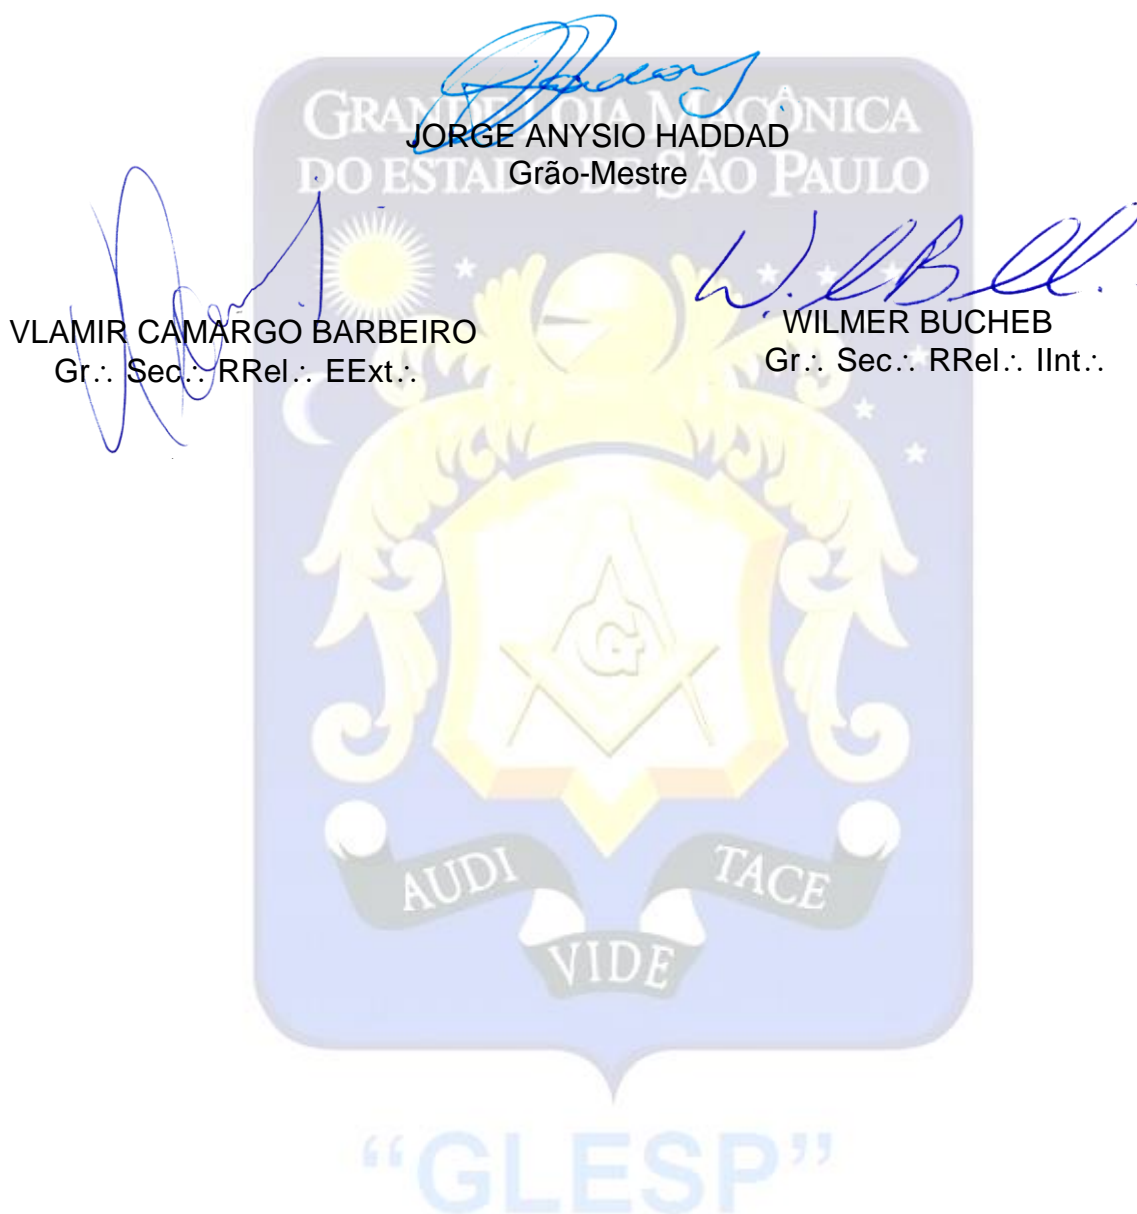 GRANDE LOJA MAÇÔNICA
DO ESTADO DE SÃO PAULO
JORGE ANYSIO HADDAD
Grão-Mestre
VLAMIR CAMARGO BARBEIRO
Gr∴ Sec∴ RRel∴ EExt∴
WILMER BUCHEB
Gr∴ Sec∴ RRel∴ IInt∴
G
AUDI
VIDE
TACE
“GLESP”